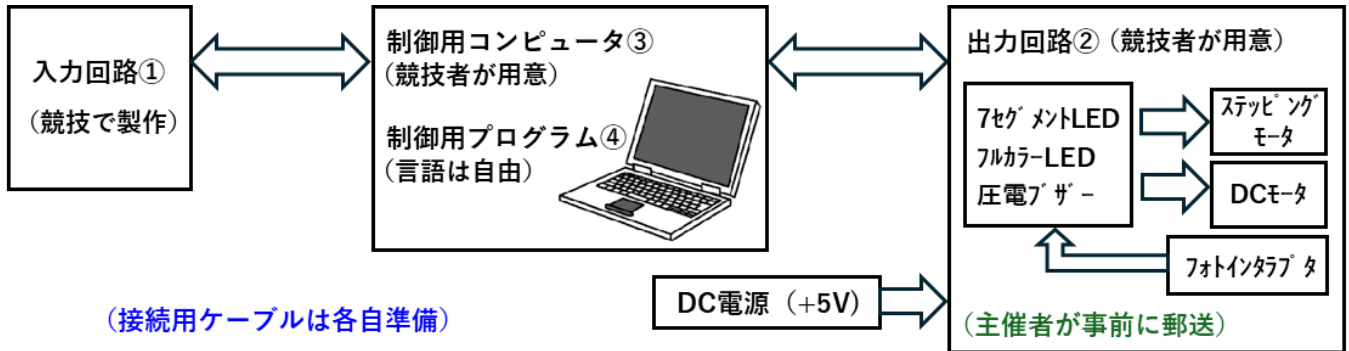 入力回路①
(競技で製作)
制御用コンピュータ③
(競技者が用意)
制御用プログラム④
(言語は自由)
出力回路②(競技者が用意)
7ｾｸﾞﾒﾝﾄLED
ﾌﾙｶﾗｰLED
圧電ﾌﾞｻﾞｰ
ｽﾃｯﾋﾟﾝｸﾞ
ﾓｰﾀ
DCﾓｰﾀ
ﾌｫﾄｲﾝﾀﾗﾌﾟﾀ
DC電源（+5V)
(接続用ケーブルは各自準備)
(主催者が事前に郵送)